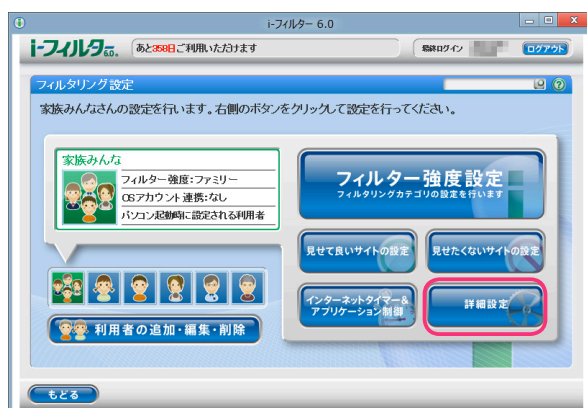 i-フィルター 6.0
i-フィルター 6.0
あと358日ご利用いただけます
最終ログイン
ログアウト
フィルタリング設定
家族みんなさんの設定を行います。右側のボタンをクリックして設定を行ってください。
家族みんな
フィルター強度:ファミリー
OSアカウント連携:なし
パソコン起動時に設定される利用者
フィルター強度設定
フィルタリングカテゴリの設定を行います
見せて良いサイトの設定
見せたくないサイトの設定
インターネットタイマー&
アプリケーション制御
詳細設定
利用者の追加・編集・削除
もどる